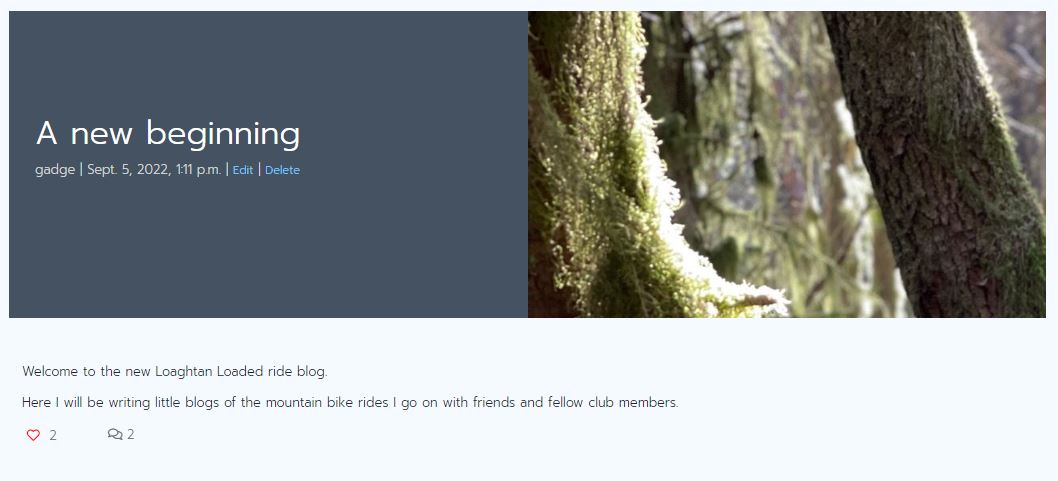 A new beginning
gadge | Sept. 5, 2022, 1:11 p.m. | Edit | Delete
Welcome to the new Loaghtan Loaded ride blog.
Here I will be writing little blogs of the mountain bike rides I go on with friends and fellow club members.
2 2